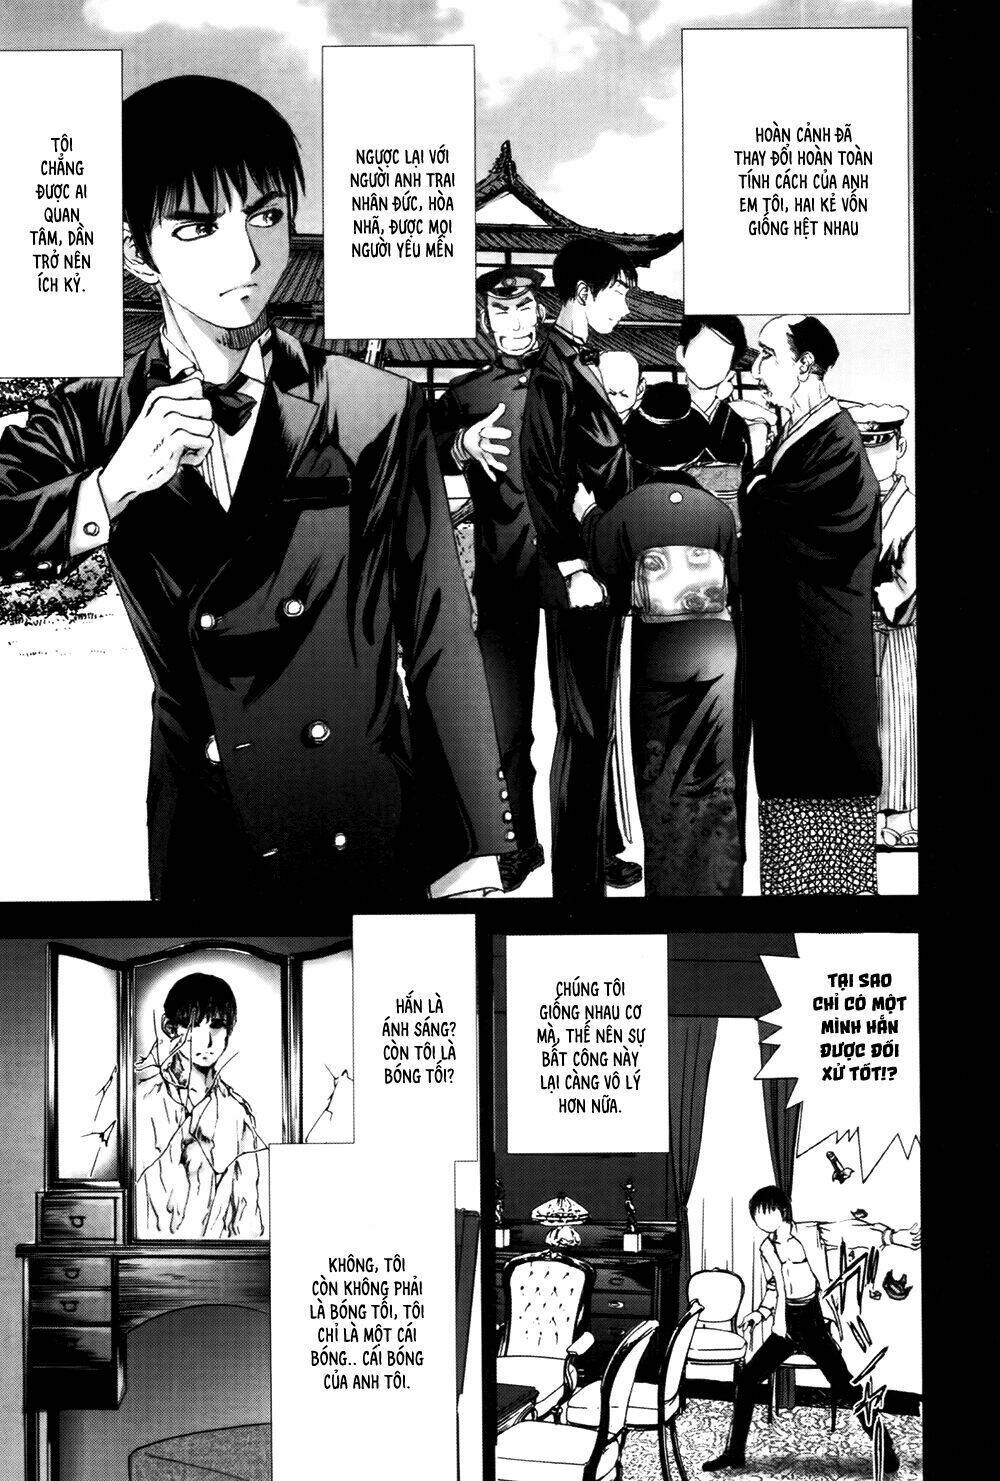 HOÀN CẢNH ĐÃ
THAY ĐỔI HOÀN TOÀN
TÍNH CÁCH CỦA ANH
EM TÔI, HAI KẺ VỐN
GIỐNG HỆT NHAU
NGƯỢC LẠI VỚI
NGƯỜI ANH TRAI
NHÂN ĐỨC, HÒA
NHÃ, ĐƯỢC MỌI
NGƯỜI YÊU MẾN
TÔI
CHẲNG
ĐƯỢC AI
QUAN
TÂM, DẦN
TRỞ NÊN
ÍCH KỶ.
TẠI SAO
CHỈ CÓ MỘT
MÌNH HẮN
ĐƯỢC ĐỐI
XỬ TỐT!?
CHÚNG TÔI
GIỐNG NHAU CƠ
MÀ, THẾ NÊN SỰ
BẤT CÔNG NÀY
LẠI CÀNG VÔ LÝ
HƠN NỮA.
HẮN LÀ
ÁNH SÁNG?
CÒN TÔI LÀ
BÓNG TỐI?
KHÔNG, TÔI
CÒN KHÔNG PHẢI
LÀ BÓNG TỐI, TÔI
CHỈ LÀ MỘT CÁI
BÓNG.. CÁI BÓNG
CỦA ANH TÔI.